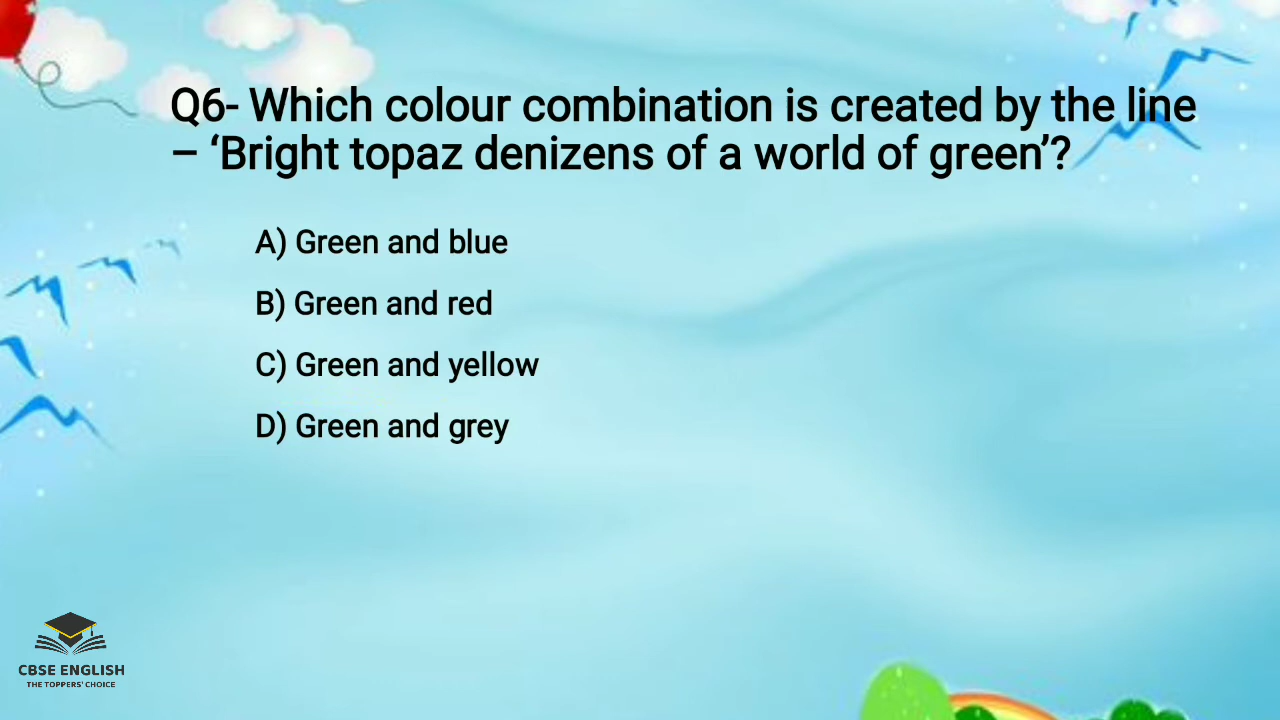 Q6- Which colour combination is created by the line
– ‘Bright topaz denizens of a world of green’?
A) Green and blue
B) Green and red
C) Green and yellow
D) Green and grey
CBSE ENGLISH
THE TOPPERS' CHOICE